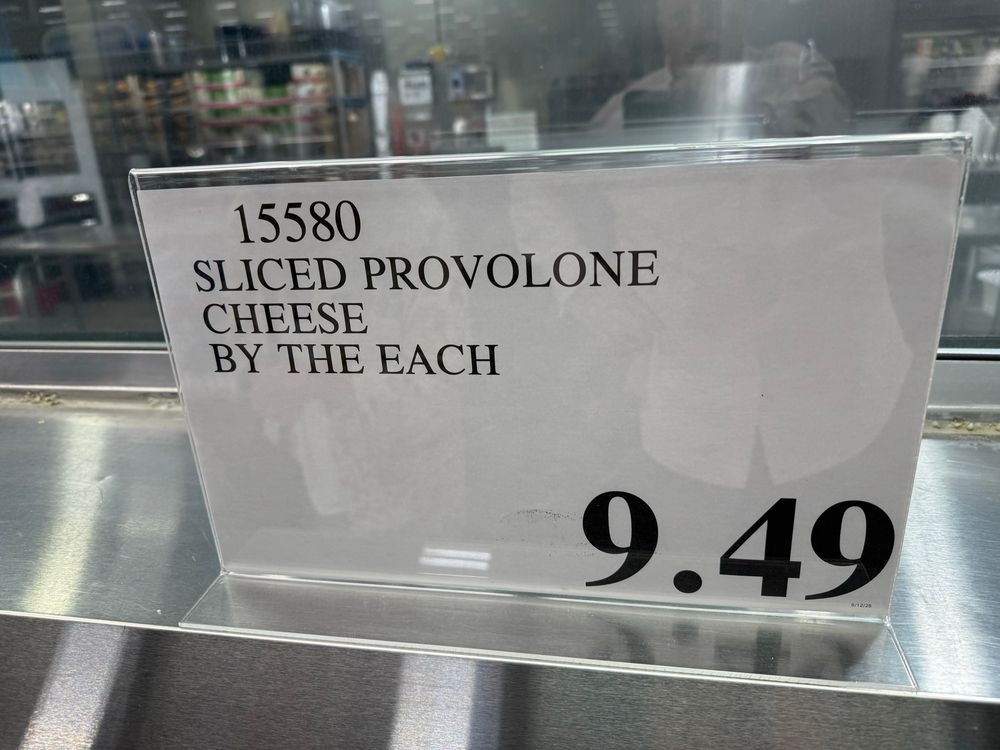 15580
SLICED PROVOLONE
CHEESE
BY THE EACH
9.49